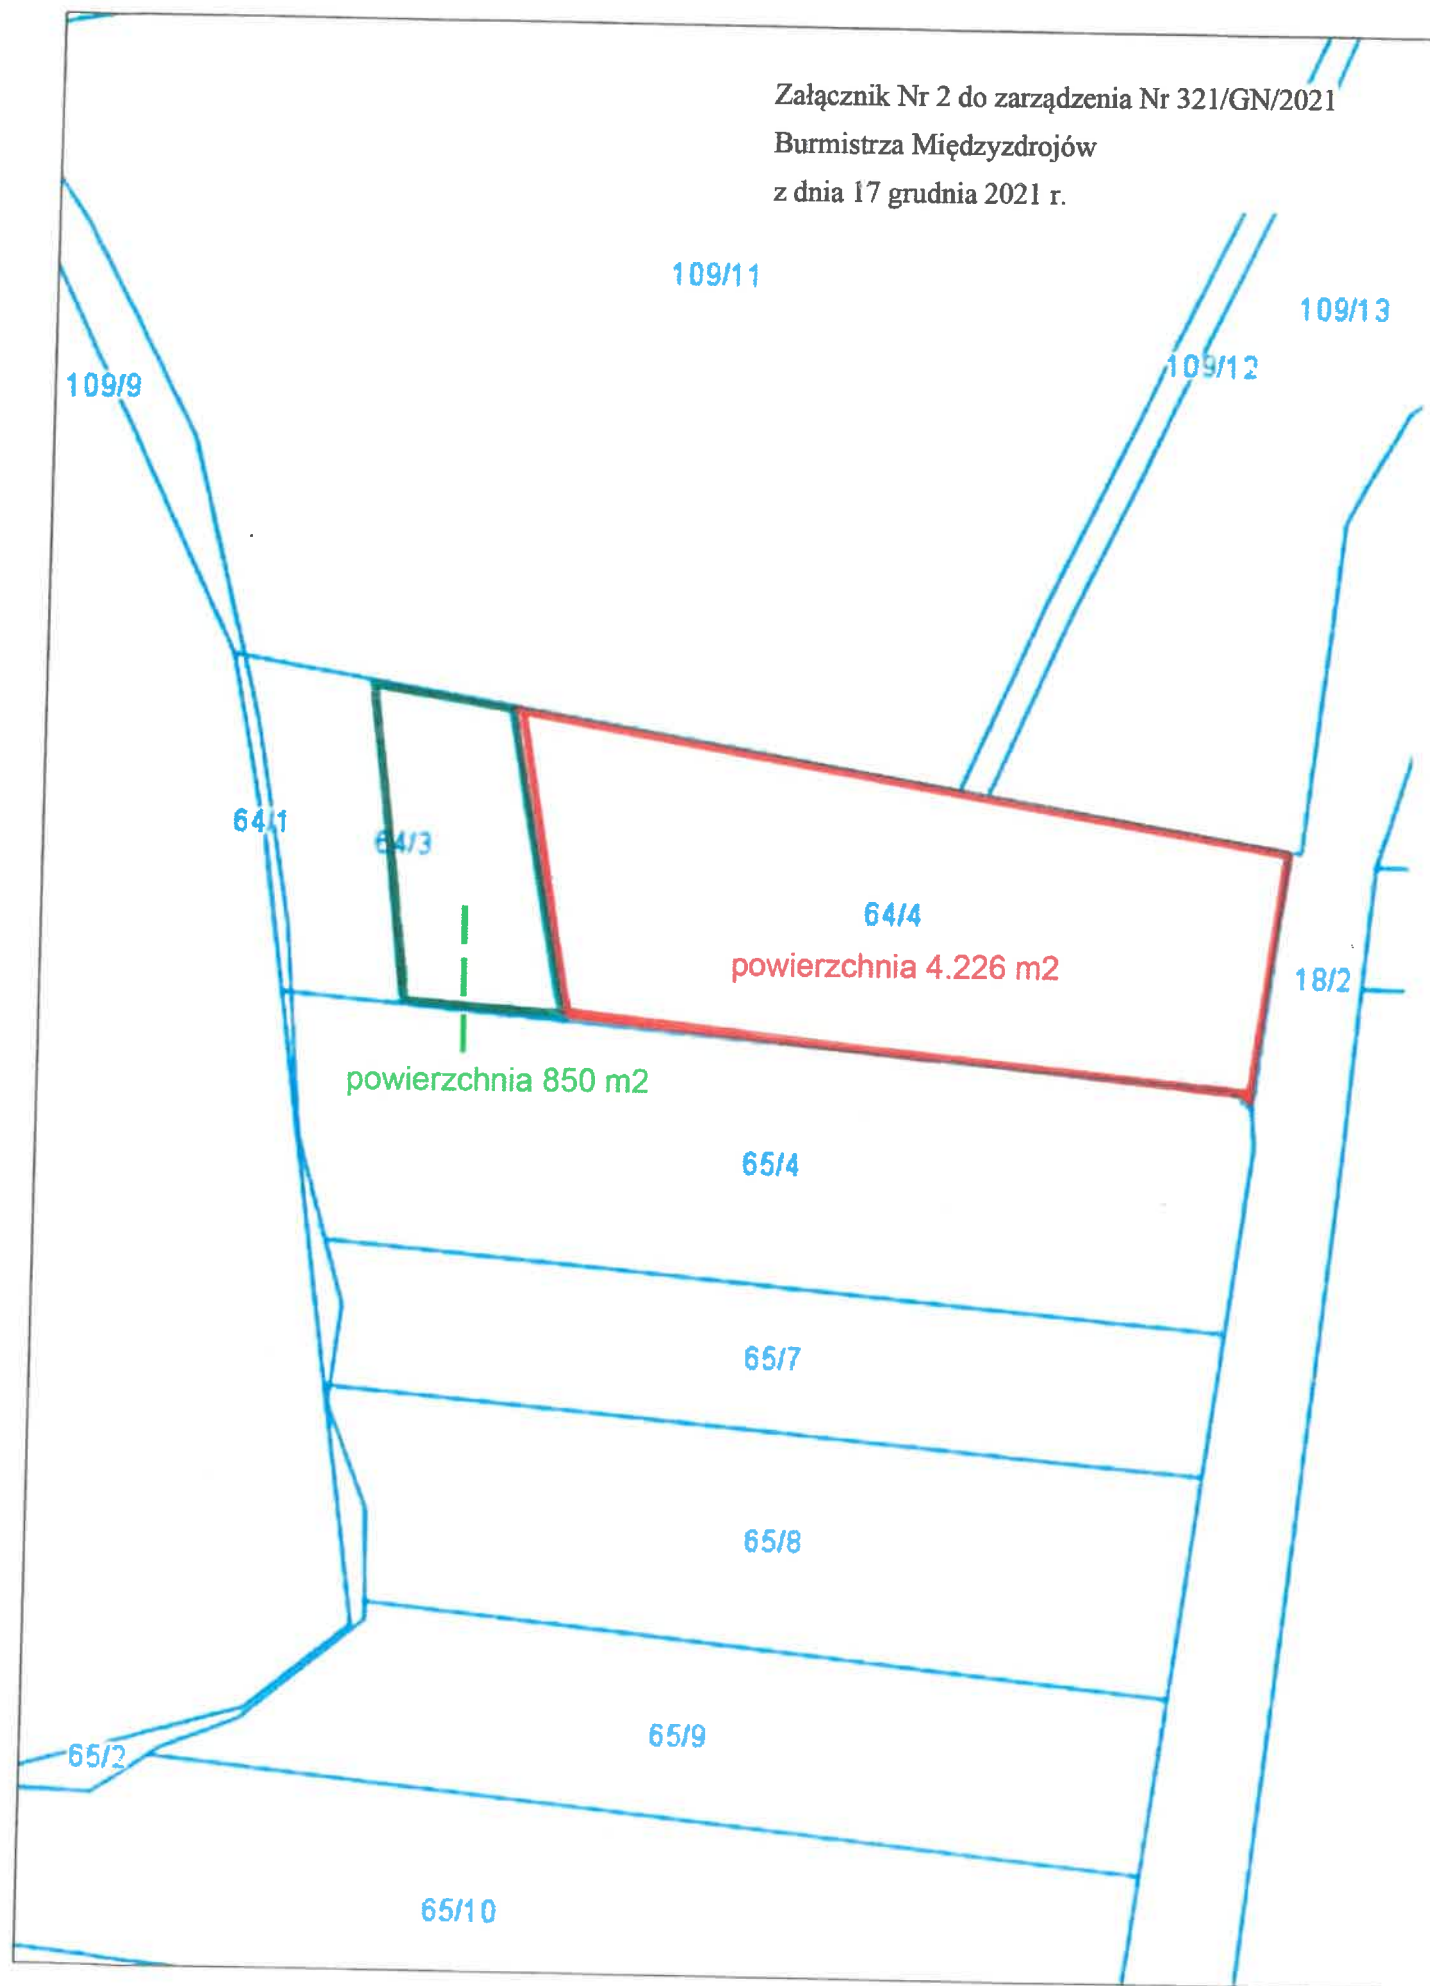 Załącznik Nr 2 do zarządzenia Nr 321/GN/2021
Burmistrza Międzyzdrojów
z dnia 17 grudnia 2021 r.
109/11
109/13
109/12
109/9
64/1
64/3
64/4
powierzchnia 4.226 m2
18/2
powierzchnia 850 m2
65/4
65/7
65/8
65/9
65/2
65/10